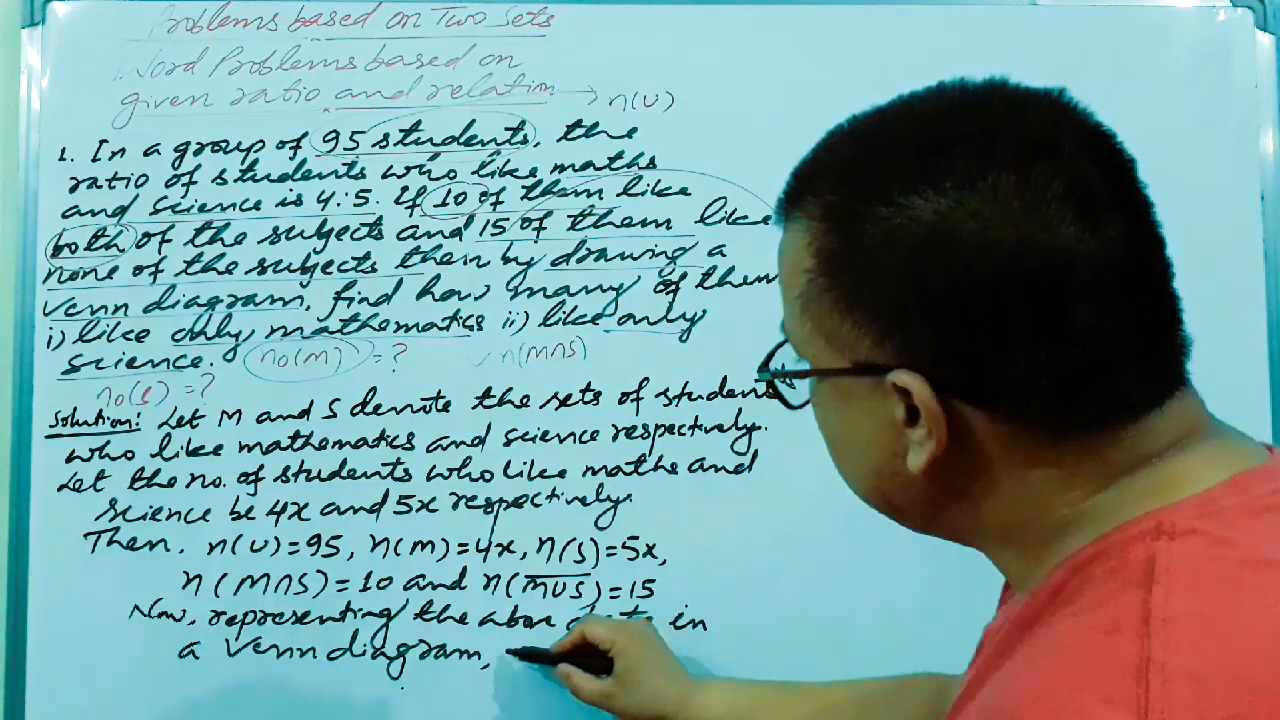 Problems based on Two Sets
Word Problems based on
given ratio and relation → n(U)
1. In a group of 95 students, the
ratio of students who like maths
and science is 4:5. If 10 of them like
both of the subjects and 15 of them like
none of the subjects then by drawing a
Venn diagram, find how many of them
i) like only mathematics ii) like only
science. no(M) = ? n(M∩S)
no(S) = ?
Solution: Let M and S denote the sets of students
who like mathematics and science respectively.
Let the no. of students who like maths and
science be 4x and 5x respectively.
Then, n(U)=95, n(M)=4x, n(S)=5x,
n(M∩S)=10 and n(M̅∪̅S̅)=15
Now, representing the above data in
a Venn diagram,